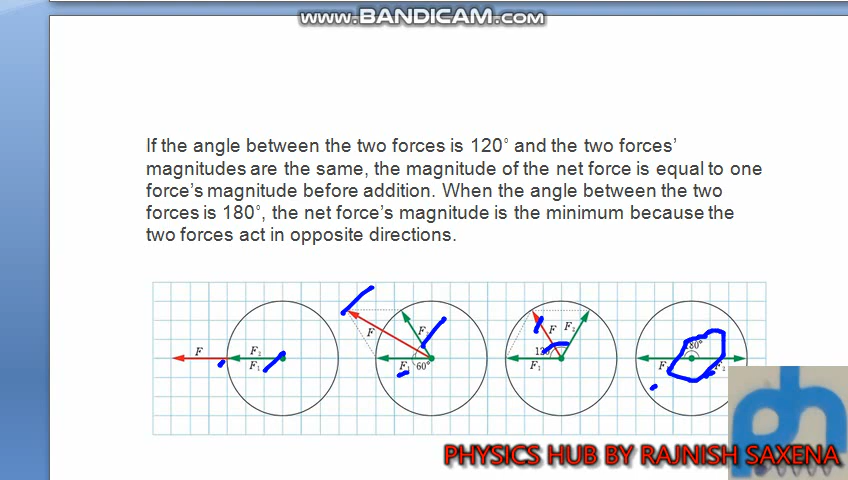 www.BANDICAM.com
If the angle between the two forces is 120° and the two forces'
magnitudes are the same, the magnitude of the net force is equal to one
force's magnitude before addition. When the angle between the two
forces is 180°, the net force's magnitude is the minimum because the
two forces act in opposite directions.
F F₂ F₁
F F₁ 60°
F F₂ F₁
F₂
PHYSICS HUB BY RAJNISH SAXENA